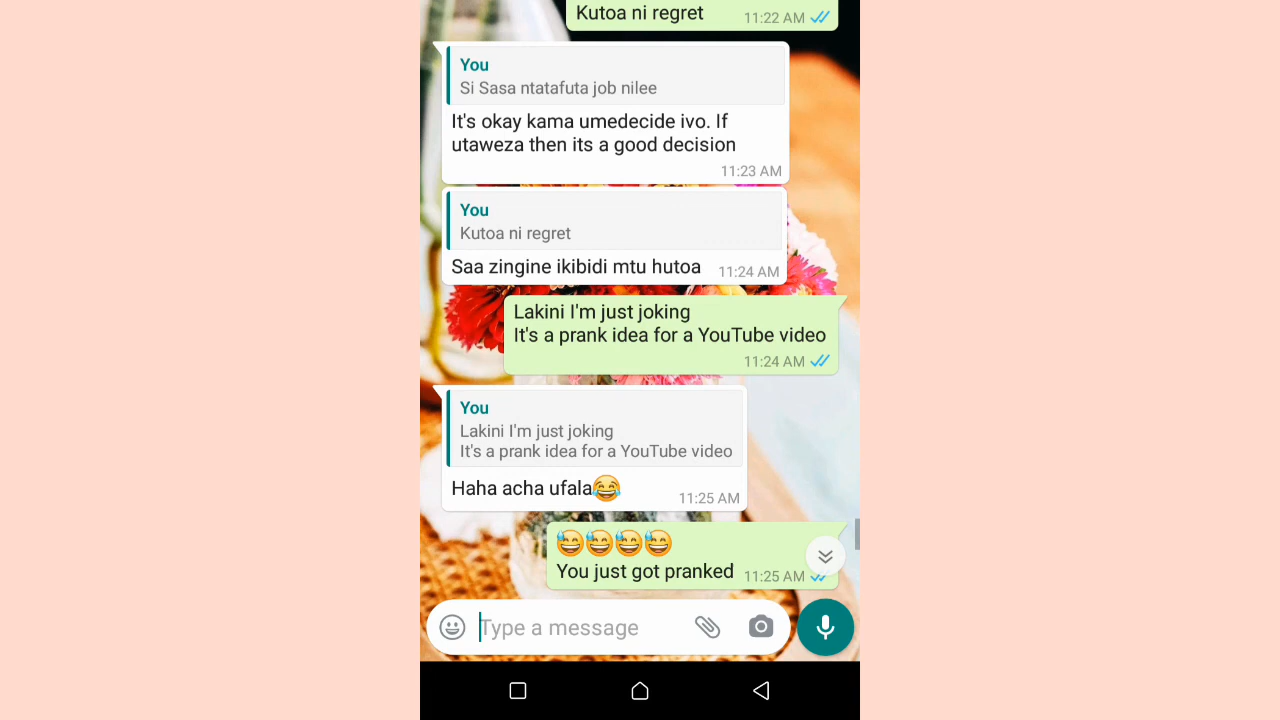 Kutoa ni regret
11:22 AM
You
Si Sasa ntatafuta job nilee
It's okay kama umedecide ivo. If
utaweza then its a good decision
11:23 AM
You
Kutoa ni regret
Saa zingine ikibidi mtu hutoa
11:24 AM
Lakini I'm just joking
It's a prank idea for a YouTube video
11:24 AM
You
Lakini I'm just joking
It's a prank idea for a YouTube video
Haha acha ufala😂
11:25 AM
😅😅😅😅
You just got pranked
11:25 AM
Type a message